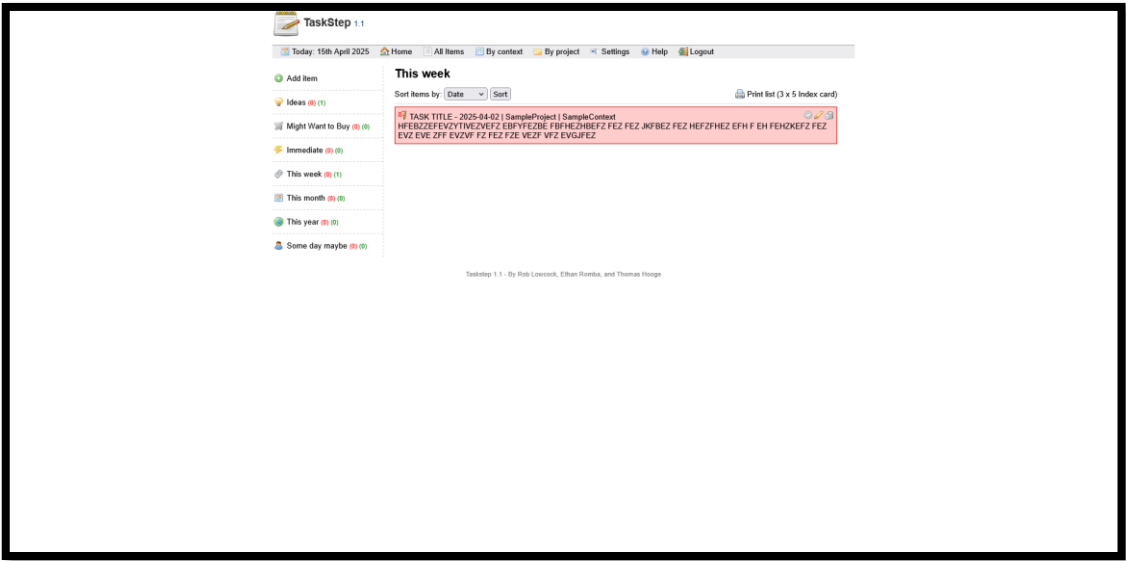 TaskStep 1.1
Today: 15th April 2025 Home All Items By context By project Settings Help Logout
Add item
Ideas (0) (1)
Might Want to Buy (0) (0)
Immediate (0) (0)
This week (0) (1)
This month (0) (0)
This year (0) (0)
Some day maybe (0) (0)
This week
Sort items by: Date Sort
Print list (3 x 5 Index card)
TASK TITLE - 2025-04-02 | SampleProject | SampleContext
HFEBZZEFEVZYTIVEZVEFZ EBFYFEZBE FBFHEZHBEFZ FEZ FEZ JKFBEZ FEZ HEFZFHEZ EFH F EH FEHZKEFZ FEZ
EVZ EVE ZFF EVZVF FZ FEZ FZE VEZF VFZ EVGJFEZ
Taskstep 1.1 - By Rob Lowcock, Ethan Romba, and Thomas Hooge